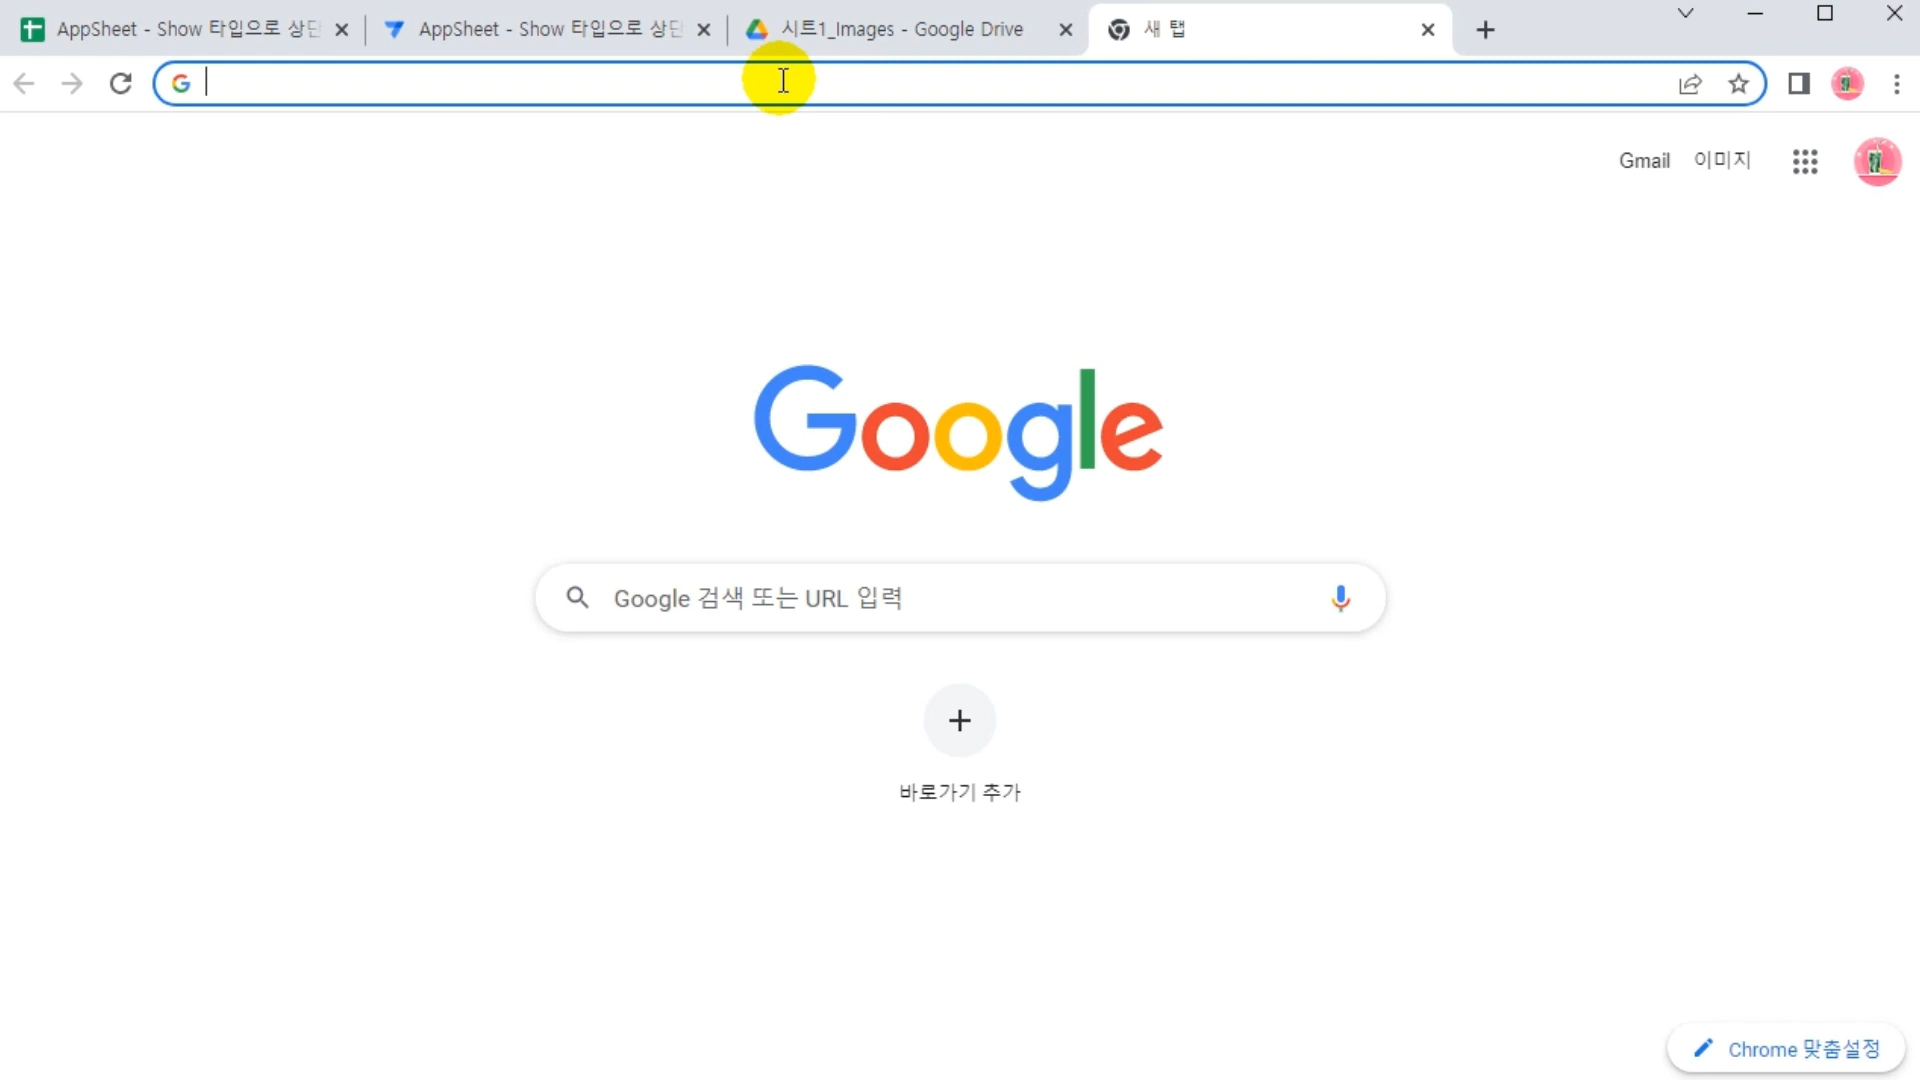 AppSheet - Show 타입으로 상단
AppSheet - Show 타입으로 상단
시트1_Images - Google Drive
새 탭
Gmail
이미지
Google
Google 검색 또는 URL 입력
바로가기 추가
Chrome 맞춤설정